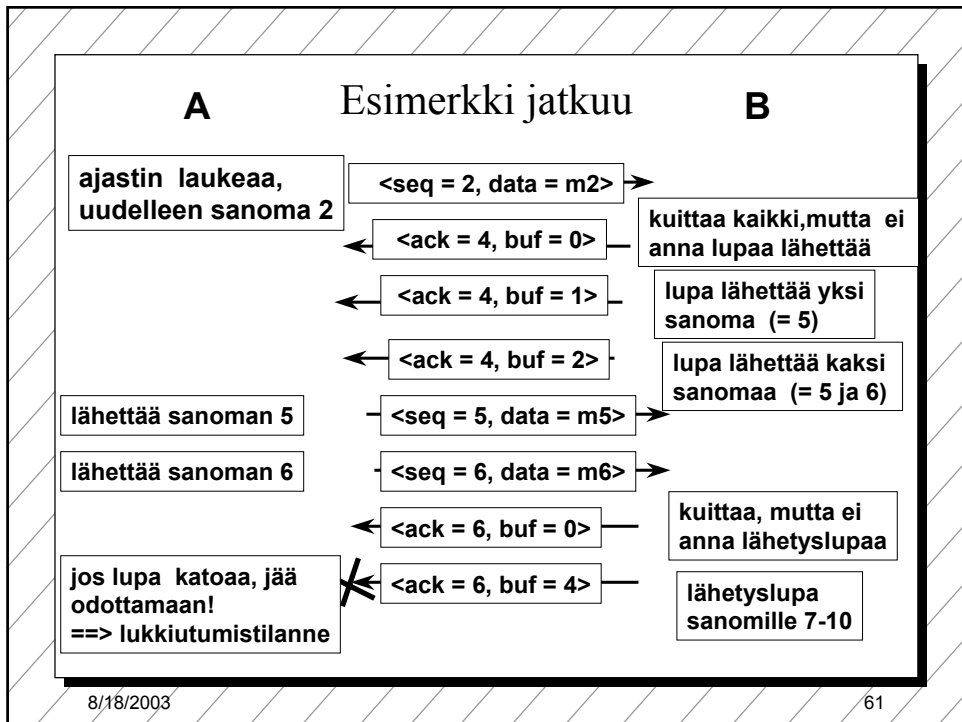 A
Esimerkki jatkuu
B
ajastin laukeaa,
uudelleen sanoma 2
<seq = 2, data = m2>
kuittaa kaikki,mutta ei
anna lupaa lähettää
<ack = 4, buf = 0>
<ack = 4, buf = 1>
lupa lähettää yksi
sanoma (= 5)
<ack = 4, buf = 2>
lupa lähettää kaksi
sanomaa (= 5 ja 6)
lähettää sanoman 5
<seq = 5, data = m5>
lähettää sanoman 6
<seq = 6, data = m6>
<ack = 6, buf = 0>
kuittaa, mutta ei
anna lähetyslupaa
jos lupa katoaa, jää
odottamaan!
==> lukkiutumistilanne
<ack = 6, buf = 4>
lähetyslupa
sanomille 7-10
8/18/2003
61